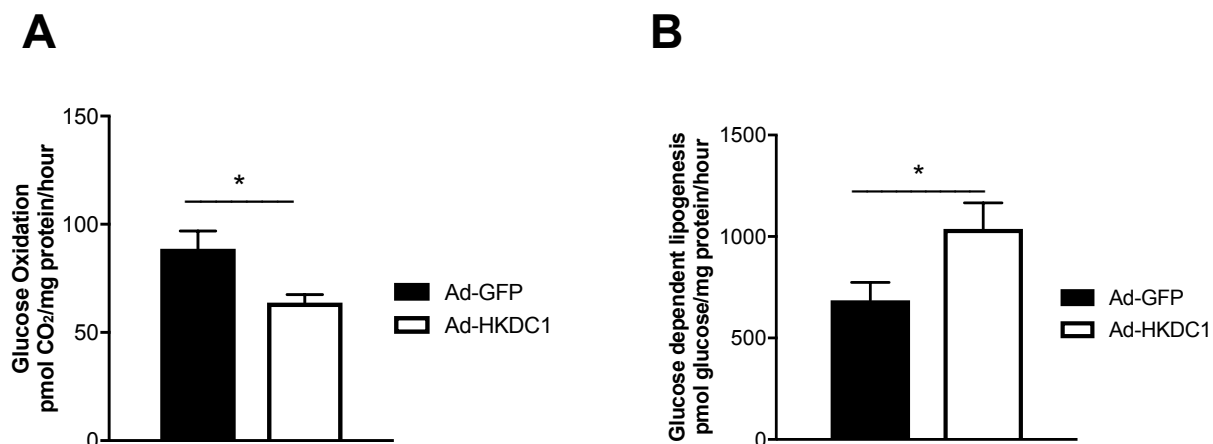 A
Glucose Oxidation
pmol CO₂/mg protein/hour
150
100
50
0
*
Ad-GFP
Ad-HKDC1
B
Glucose dependent lipogenesis
pmol glucose/mg protein/hour
1500
1000
500
0
*
Ad-GFP
Ad-HKDC1